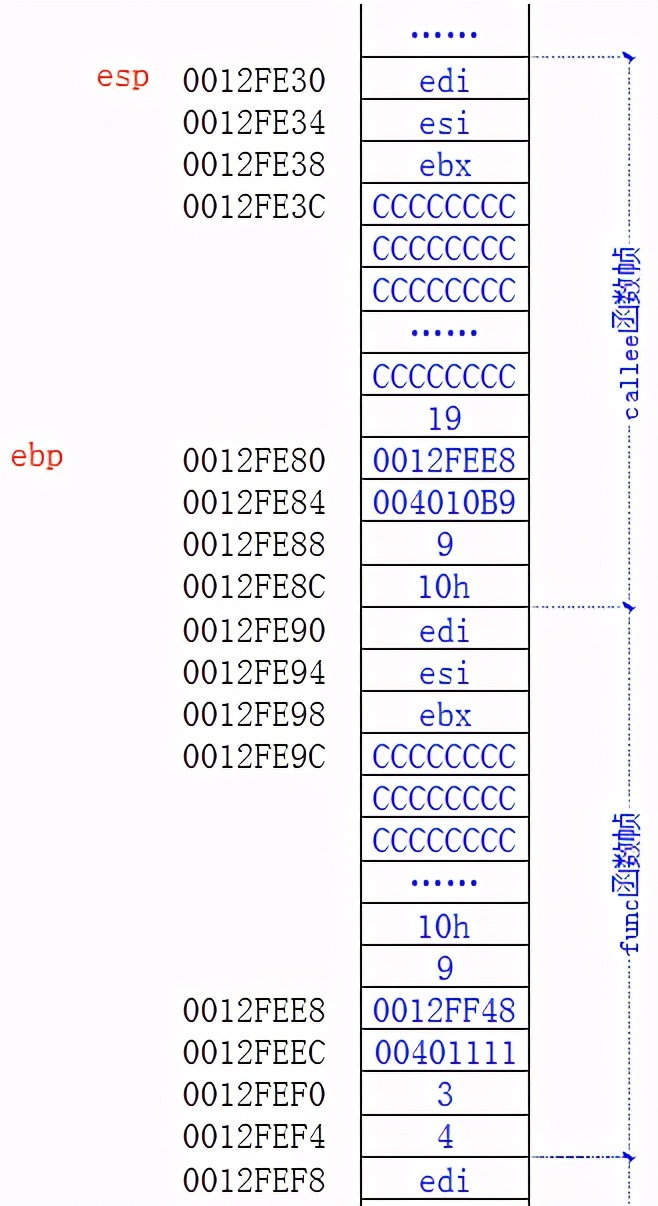 ······
esp 0012FE30 edi
0012FE34 esi
0012FE38 ebx
0012FE3C CCCCCCCC
CCCCCCCC
CCCCCCCC
······
CCCCCCCC
19
ebp 0012FE80 0012FEE8
0012FE84 004010B9
0012FE88 9
0012FE8C 10h
callee函数帧
0012FE90 edi
0012FE94 esi
0012FE98 ebx
0012FE9C CCCCCCCC
CCCCCCCC
CCCCCCCC
······
10h
9
0012FEE8 0012FF48
0012FEEC 00401111
0012FEF0 3
0012FEF4 4
func函数帧
0012FEF8 edi